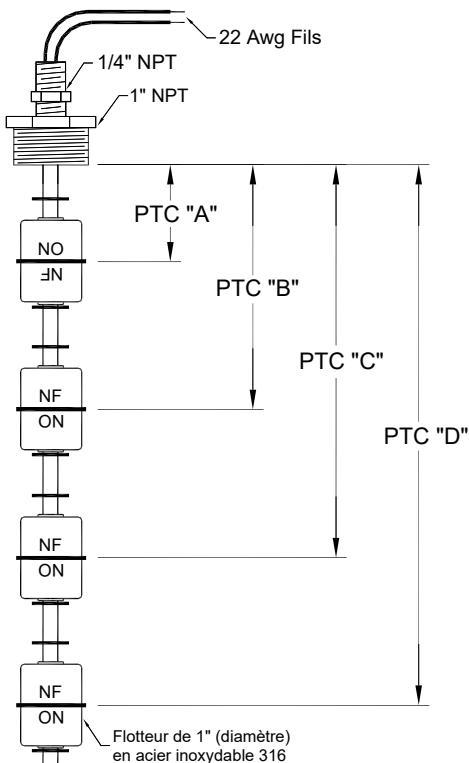 22 Awg Fils
1/4" NPT
1" NPT
PTC "A"
NO
NF
PTC "B"
PTC "C"
NF
ON
PTC "D"
NF
ON
NF
ON
Flotteur de 1" (diamètre)
en acier inoxydable 316